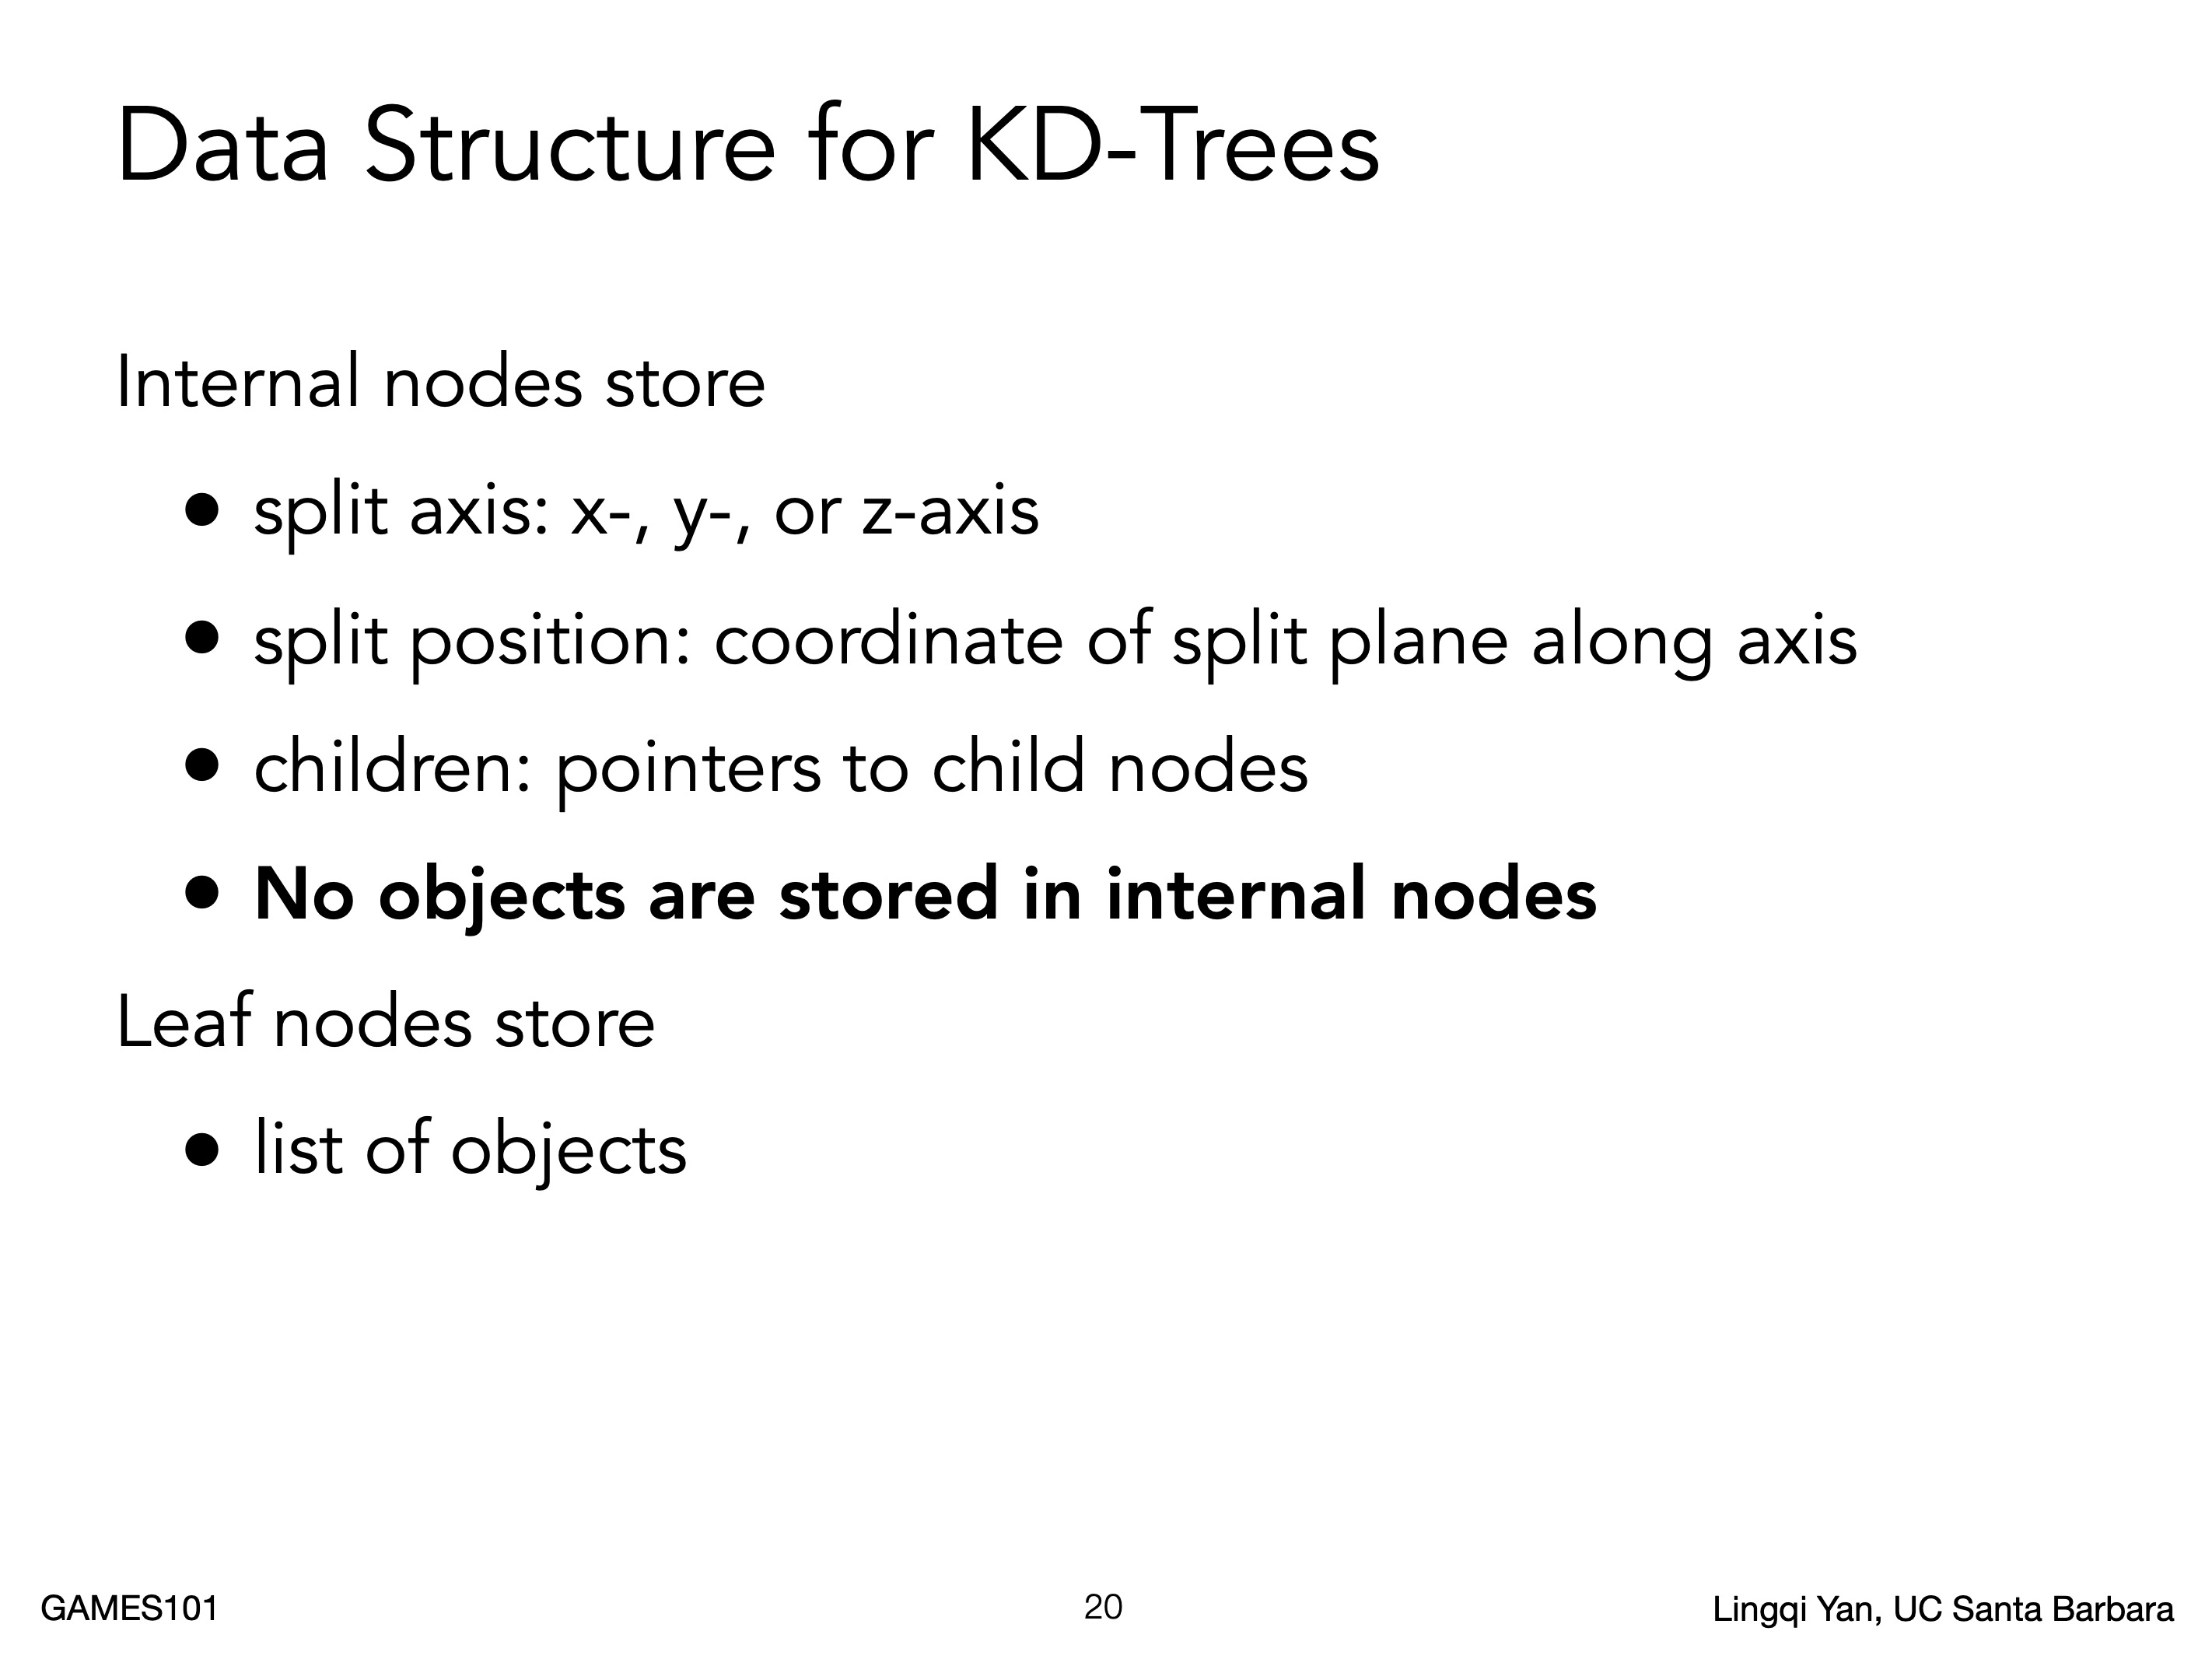 Data Structure for KD-Trees
Internal nodes store
● split axis: x-, y-, or z-axis
● split position: coordinate of split plane along axis
● children: pointers to child nodes
● No objects are stored in internal nodes
Leaf nodes store
● list of objects
GAMES101
20
Lingqi Yan, UC Santa Barbara